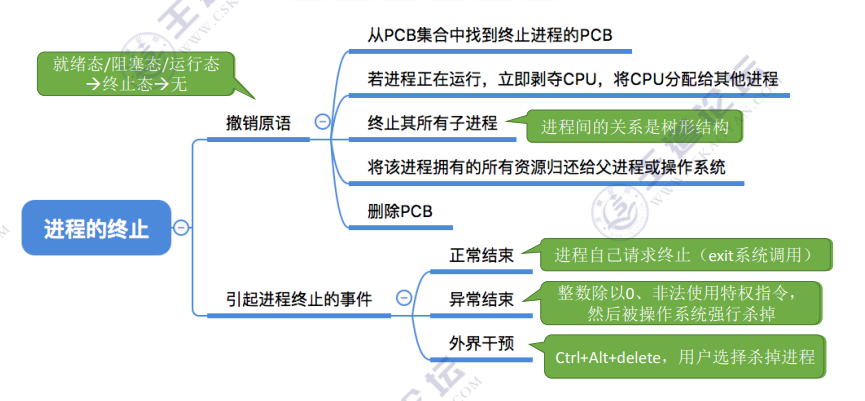 从PCB集合中找到终止进程的PCB
就绪态/阻塞态/运行态
→终止态→无
若进程正在运行，立即剥夺CPU，将CPU分配给其他进程
撤销原语
终止其所有子进程
进程间的关系是树形结构
将该进程拥有的所有资源归还给父进程或操作系统
删除PCB
进程的终止
正常结束
进程自己请求终止（exit系统调用）
引起进程终止的事件
异常结束
整数除以0、非法使用特权指令，
然后被操作系统强行杀掉
外界干预
Ctrl+Alt+delete，用户选择杀掉进程